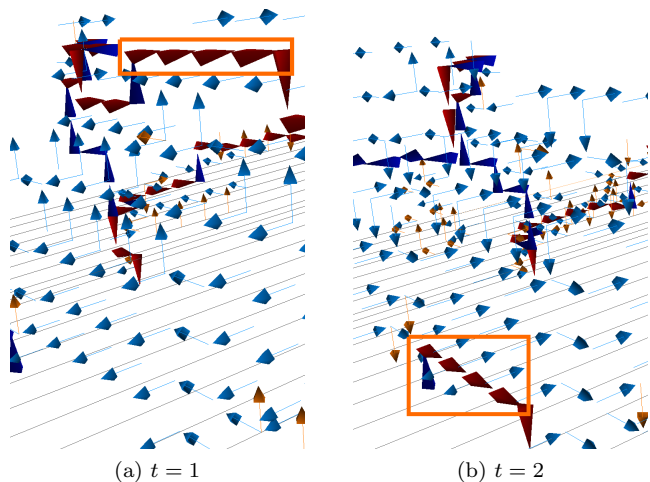 (a) t = 1
(b) t = 2